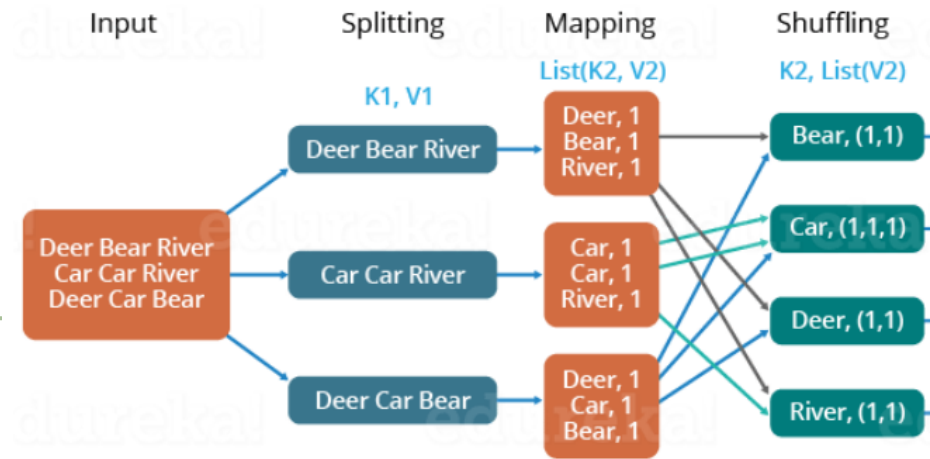 Input
Splitting
Mapping
Shuffling
K1, V1
List(K2, V2)
K2, List(V2)
Deer Bear River
Car Car River
Deer Car Bear
Deer Bear River
Car Car River
Deer Car Bear
Deer, 1
Bear, 1
River, 1
Car, 1
Car, 1
River, 1
Deer, 1
Car, 1
Bear, 1
Bear, (1,1)
Car, (1,1,1)
Deer, (1,1)
River, (1,1)
edureka!